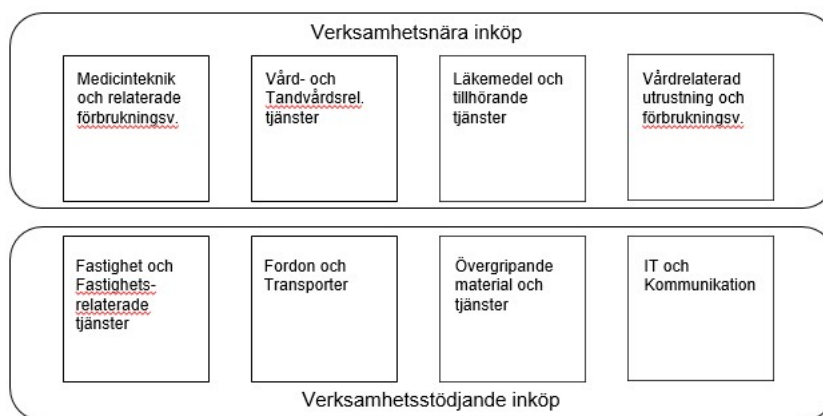 Verksamhetsnära inköp
Medicinteknik
och relaterade
förbrukningsv.
Vård- och
Tandvårdsrel.
tjänster
Läkemedel och
tillhörande
tjänster
Vårdrelaterad
utrustning och
förbrukningsv.
Fastighet och
Fastighets-
relaterade
tjänster
Fordon och
Transporter
Övergripande
material och
tjänster
IT och
Kommunikation
Verksamhetsstödjande inköp